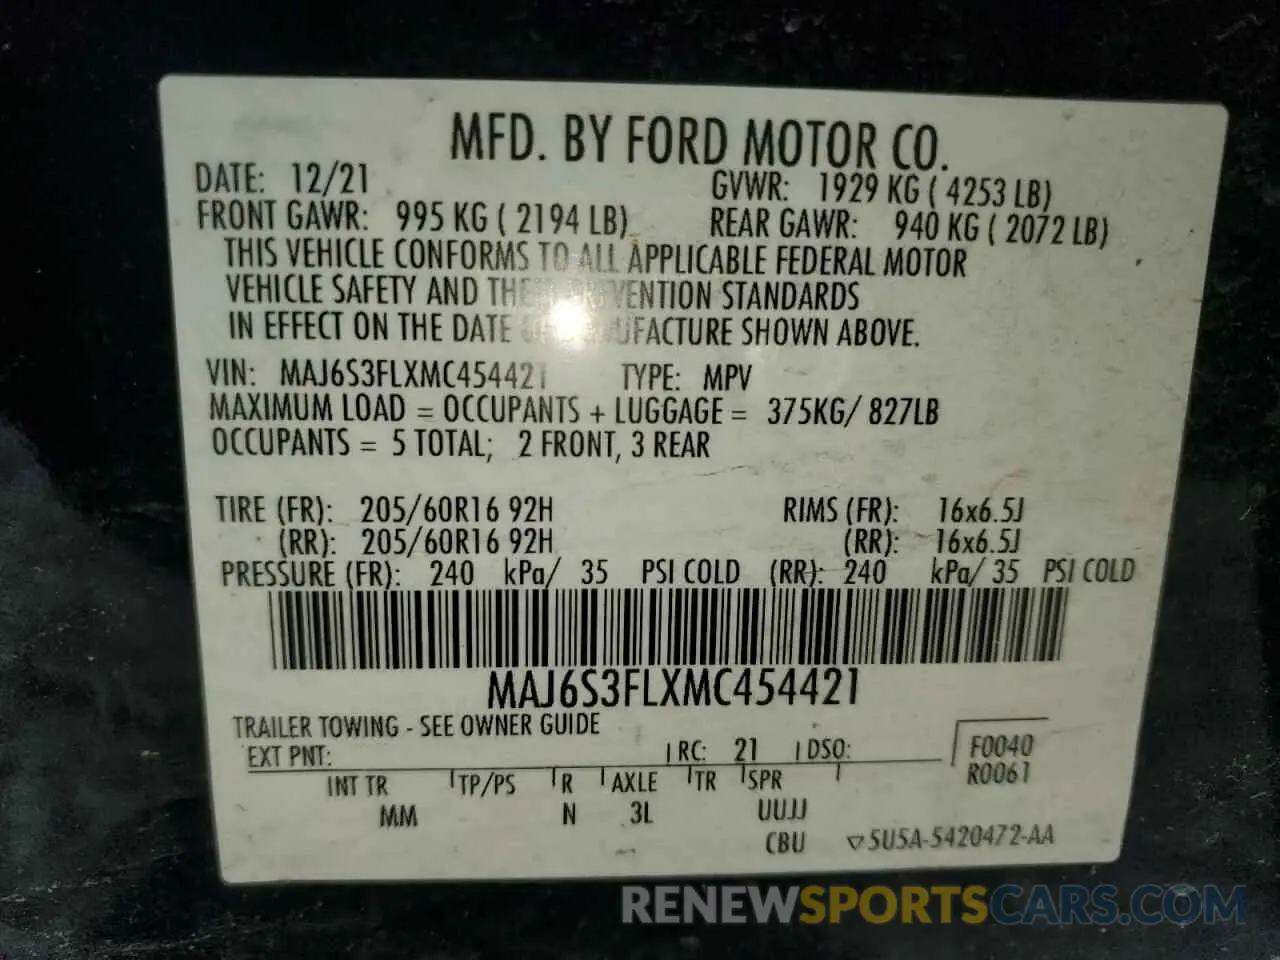 MFD. BY FORD MOTOR CO.
DATE: 12/21 GVWR: 1929 KG ( 4253 LB)
FRONT GAWR: 995 KG ( 2194 LB) REAR GAWR: 940 KG ( 2072 LB)
THIS VEHICLE CONFORMS TO ALL APPLICABLE FEDERAL MOTOR
VEHICLE SAFETY AND THEFT PREVENTION STANDARDS
IN EFFECT ON THE DATE OF MANUFACTURE SHOWN ABOVE.
VIN: MAJ6S3FLXMC454421 TYPE: MPV
MAXIMUM LOAD = OCCUPANTS + LUGGAGE = 375KG/ 827LB
OCCUPANTS = 5 TOTAL; 2 FRONT, 3 REAR
TIRE (FR): 205/60R16 92H RIMS (FR): 16x6.5J
(RR): 205/60R16 92H (RR): 16x6.5J
PRESSURE (FR): 240 kPa/ 35 PSI COLD (RR): 240 kPa/ 35 PSI COLD
MAJ6S3FLXMC454421
TRAILER TOWING - SEE OWNER GUIDE
EXT PNT: RC: 21 DSO: F0040
R0061
INT TR TP/PS R AXLE TR SPR
MM N 3L UUJJ
CBU ▽5U5A-5420472-AA
RENEWSPORTSCARS.COM